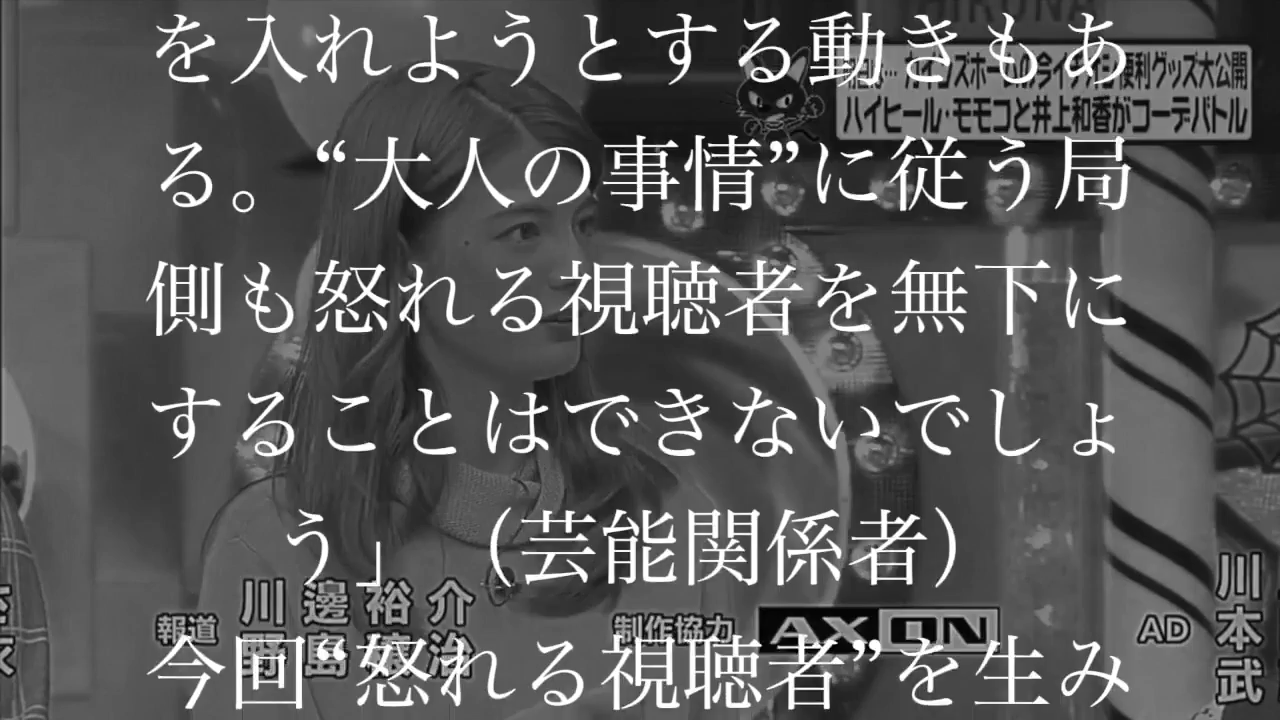 を入れようとする動きもあ
る。“大人の事情”に従う局
側も怒れる視聴者を無下に
することはできないでしょ
う」（芸能関係者）
今回“怒れる視聴者”を生み
便利グッズ大公開
ハイヒール・モモコと井上和香がコーデバトル
報道
川邊裕介
制作協力
AXON
AD
川本武